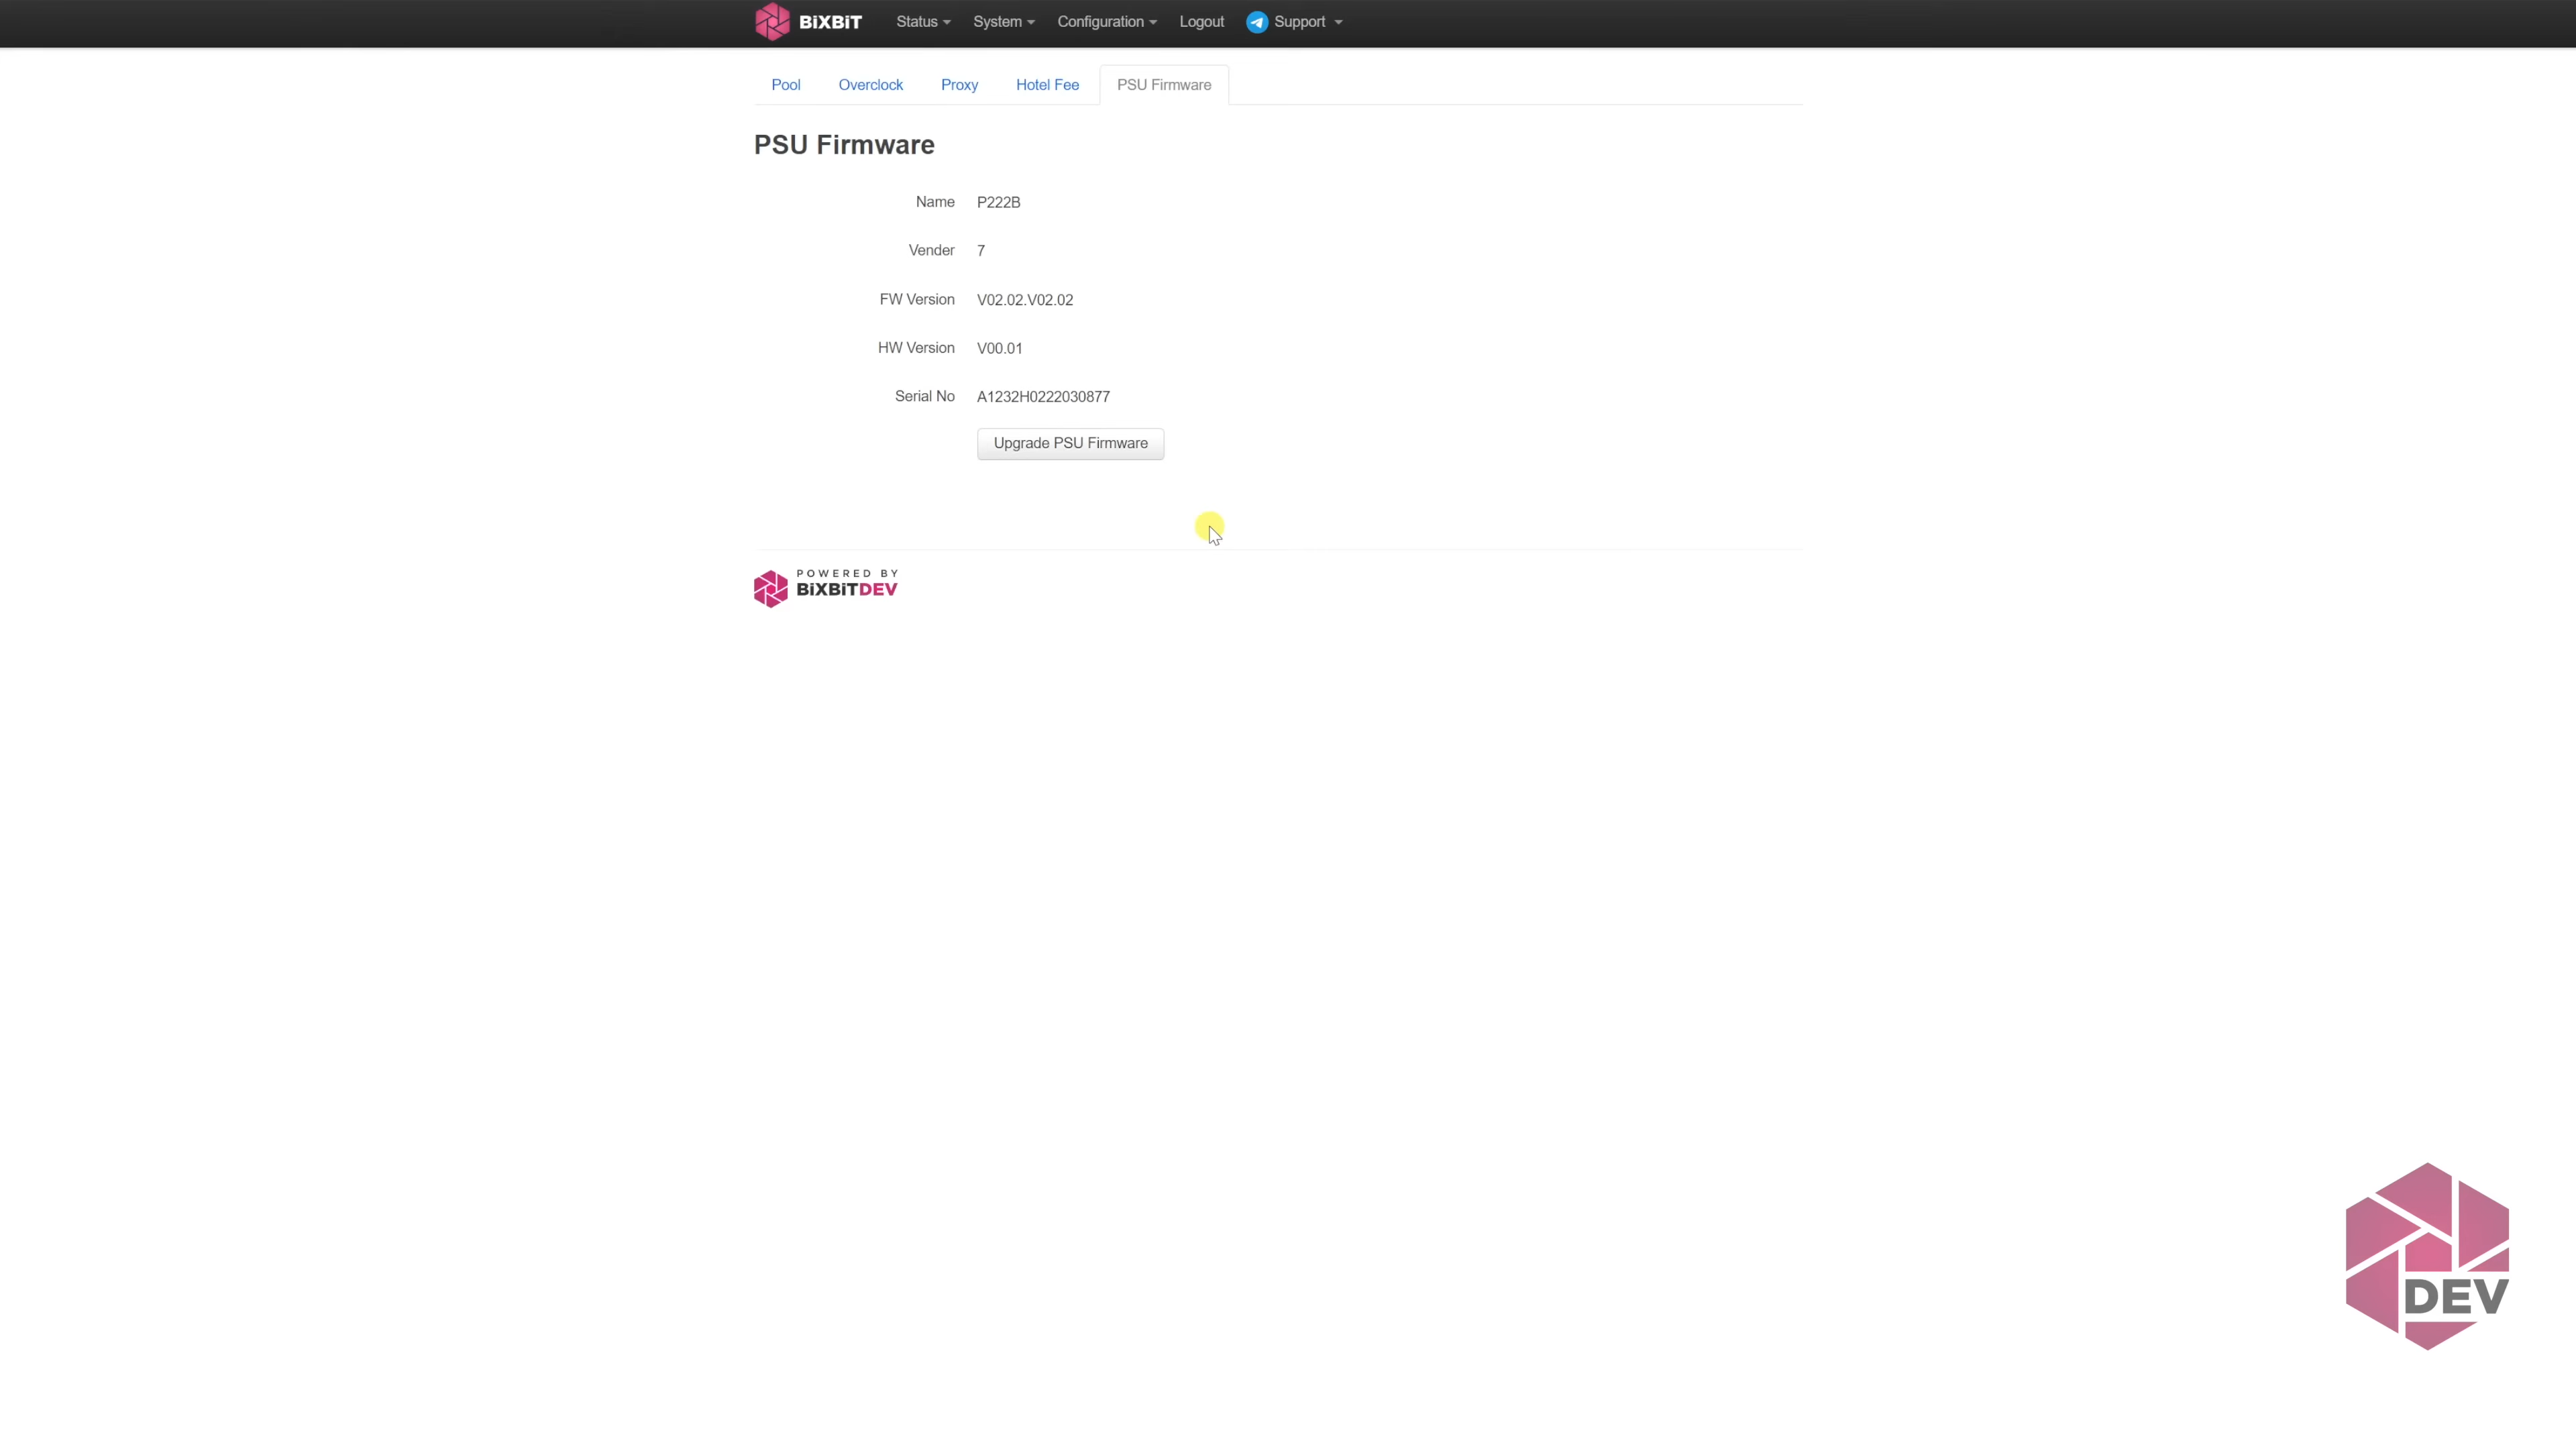 BiXBiT Status System Configuration Logout Support
Pool Overclock Proxy Hotel Fee PSU Firmware
PSU Firmware
Name P222B
Vender 7
FW Version V02.02.V02.02
HW Version V00.01
Serial No A1232H0222030877
Upgrade PSU Firmware
POWERED BY
BiXBiTDEV
DEV